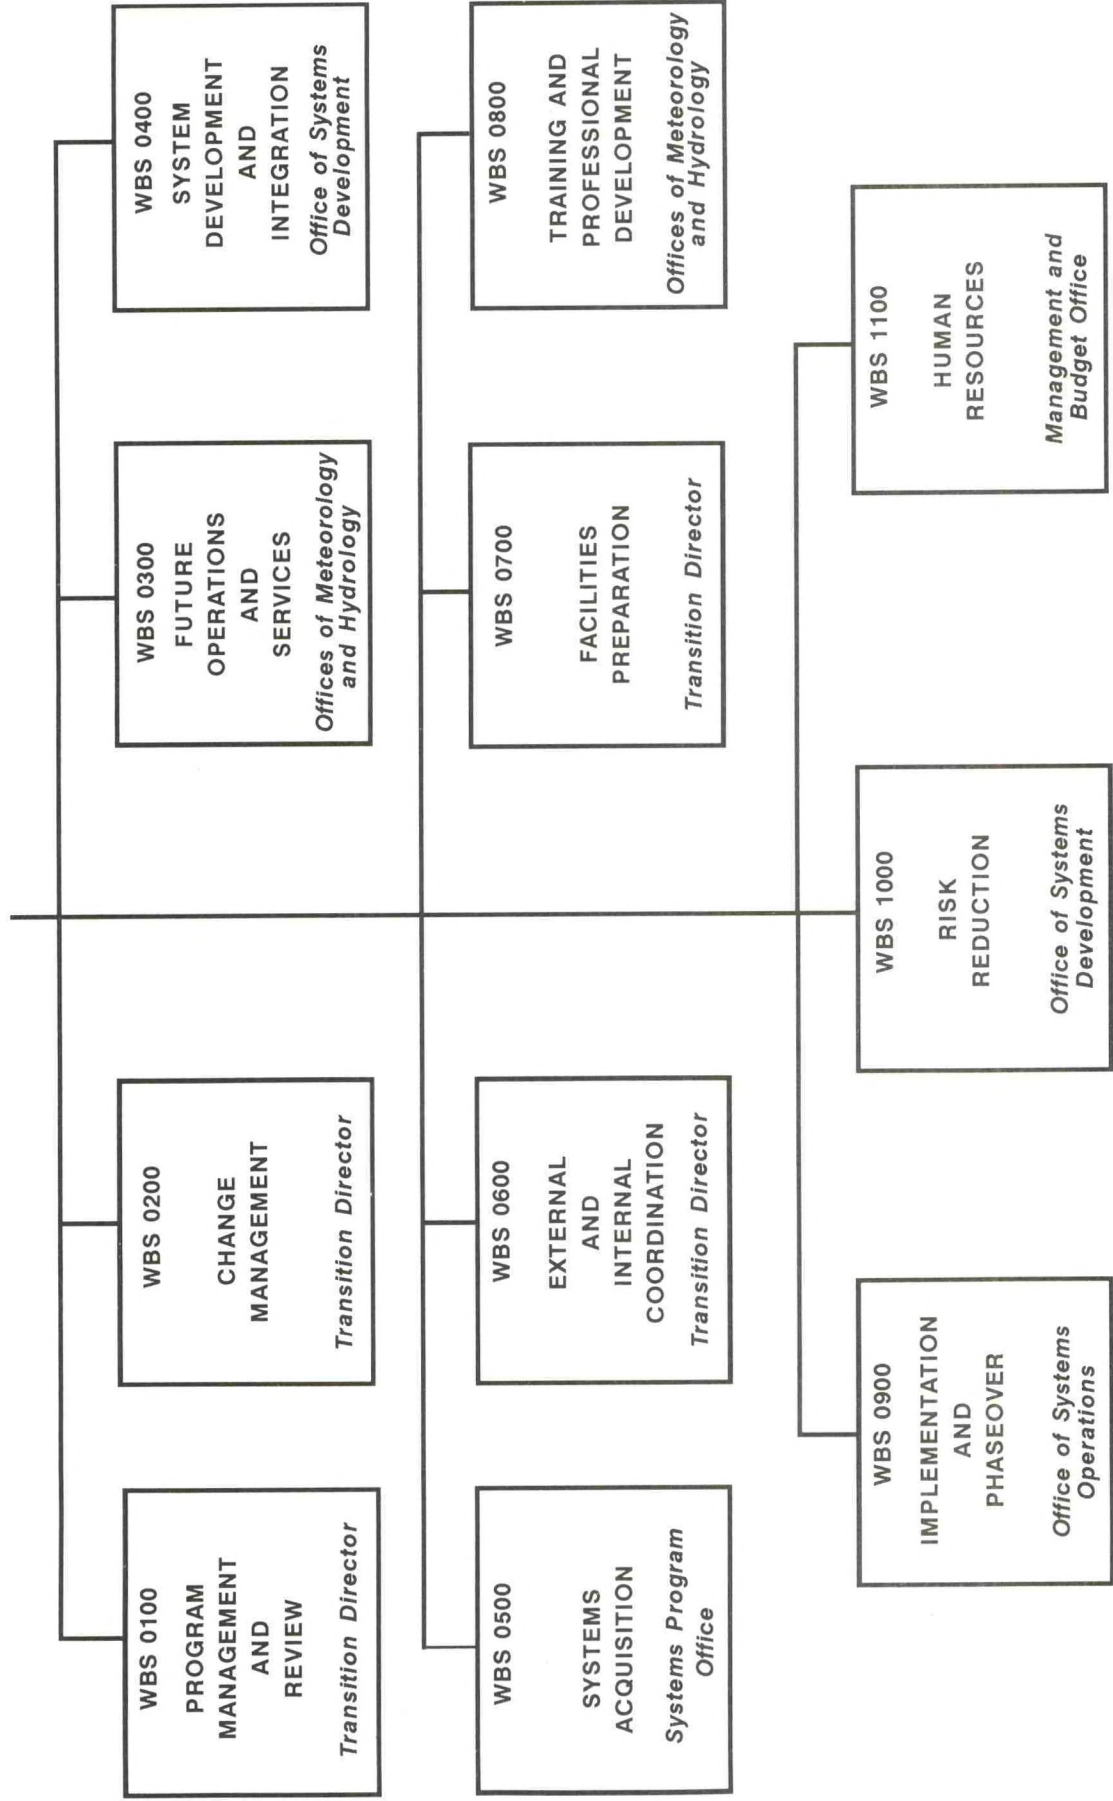 WBS 0100
PROGRAM
MANAGEMENT
AND
REVIEW
Transition Director
WBS 0200
CHANGE
MANAGEMENT
Transition Director
WBS 0300
FUTURE
OPERATIONS
AND
SERVICES
Offices of Meteorology
and Hydrology
WBS 0400
SYSTEM
DEVELOPMENT
AND
INTEGRATION
Office of Systems
Development
WBS 0500
SYSTEMS
ACQUISITION
Systems Program
Office
WBS 0600
EXTERNAL
AND
INTERNAL
COORDINATION
Transition Director
WBS 0700
FACILITIES
PREPARATION
Transition Director
WBS 0800
TRAINING AND
PROFESSIONAL
DEVELOPMENT
Offices of Meteorology
and Hydrology
WBS 0900
IMPLEMENTATION
AND
PHASEOVER
Office of Systems
Operations
WBS 1000
RISK
REDUCTION
Office of Systems
Development
WBS 1100
HUMAN
RESOURCES
Management and
Budget Office